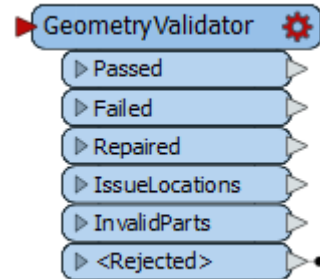 GeometryValidator
Passed
Failed
Repaired
IssueLocations
InvalidParts
<Rejected>